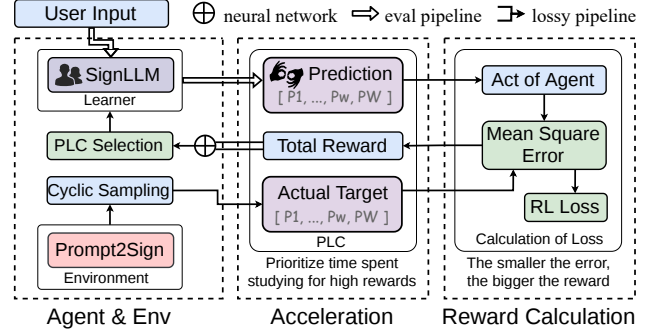 User Input
neural network
eval pipeline
lossy pipeline
SignLLM
Learner
Prediction
[ P1, ..., Pw, PW ]
Act of Agent
PLC Selection
Total Reward
Mean Square
Error
Cyclic Sampling
Actual Target
[ P1, ..., Pw, PW ]
RL Loss
Prompt2Sign
Environment
PLC
Calculation of Loss
Prioritize time spent
studying for high rewards
The smaller the error,
the bigger the reward
Agent & Env
Acceleration
Reward Calculation